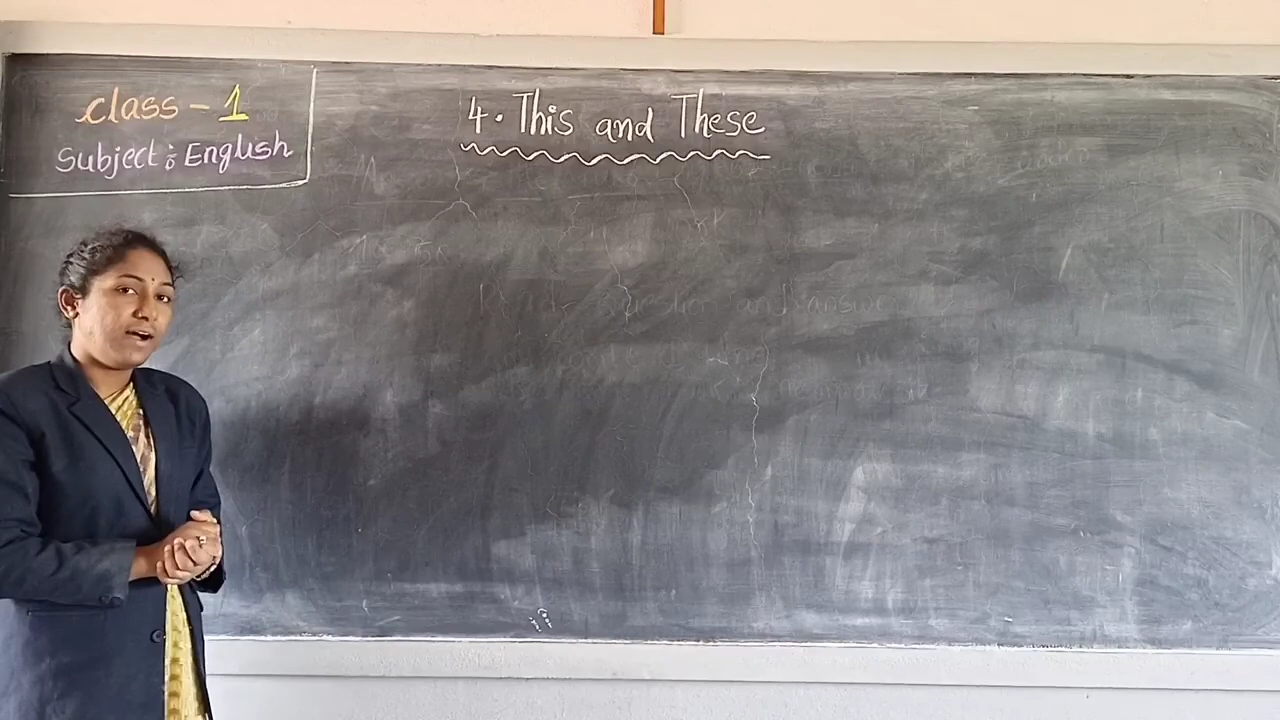 class - 1
Subject : English
4. This and These